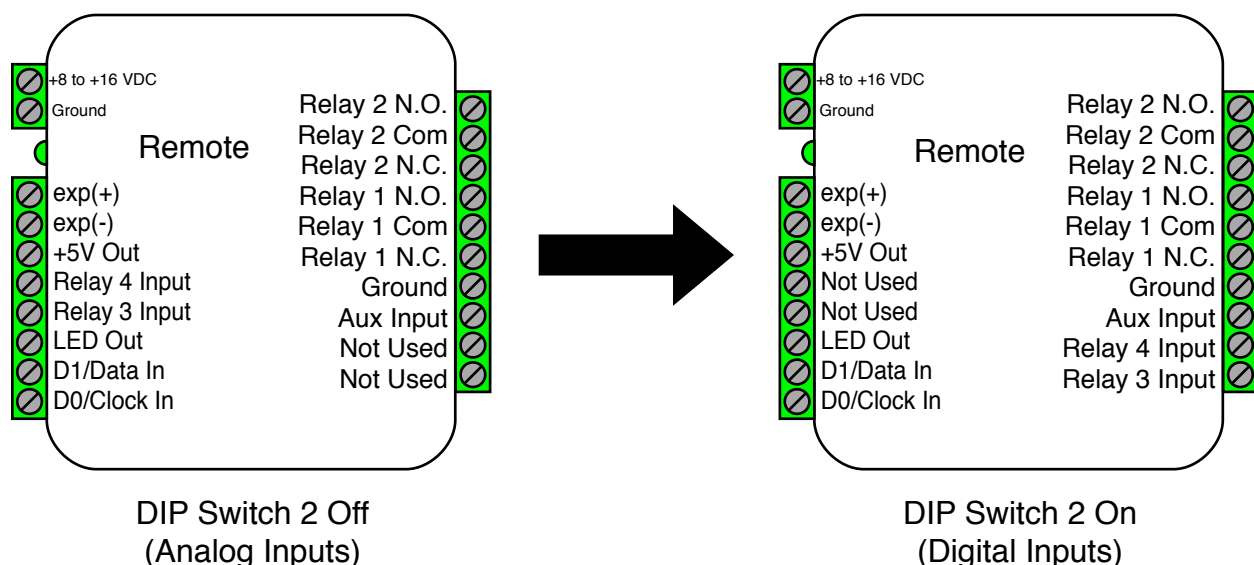 +8 to +16 VDC
Ground
Remote
exp(+)
exp(-)
+5V Out
Relay 4 Input
Relay 3 Input
LED Out
D1/Data In
D0/Clock In
Relay 2 N.O.
Relay 2 Com
Relay 2 N.C.
Relay 1 N.O.
Relay 1 Com
Relay 1 N.C.
Ground
Aux Input
Not Used
Not Used
DIP Switch 2 Off
(Analog Inputs)
+8 to +16 VDC
Ground
Remote
exp(+)
exp(-)
+5V Out
Not Used
Not Used
LED Out
D1/Data In
D0/Clock In
Relay 2 N.O.
Relay 2 Com
Relay 2 N.C.
Relay 1 N.O.
Relay 1 Com
Relay 1 N.C.
Ground
Aux Input
Relay 4 Input
Relay 3 Input
DIP Switch 2 On
(Digital Inputs)